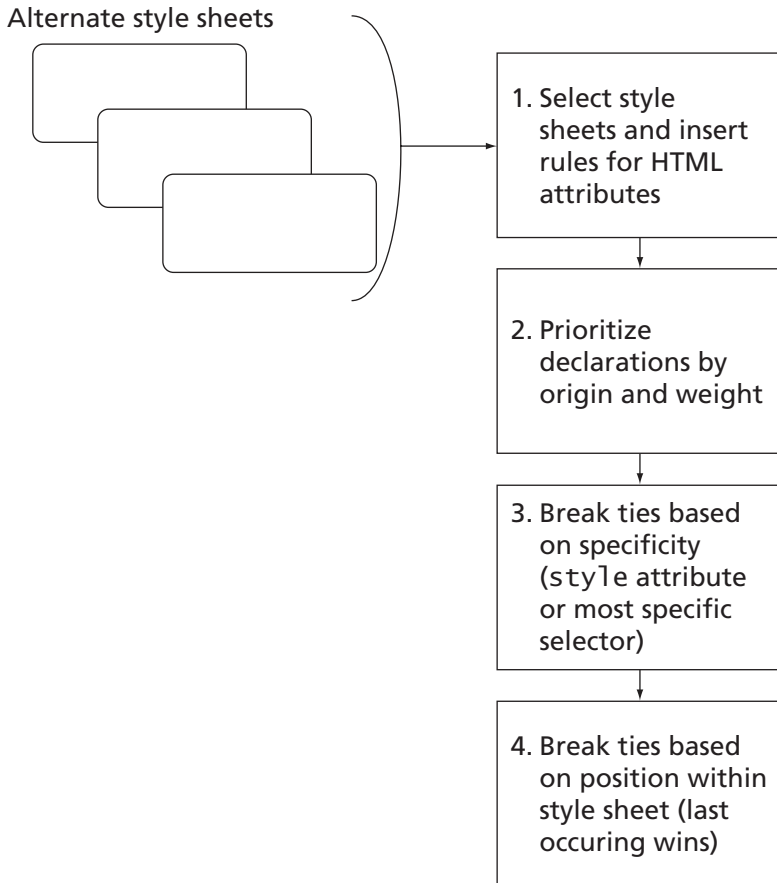 Alternate style sheets
1. Select style
sheets and insert
rules for HTML
attributes
2. Prioritize
declarations by
origin and weight
3. Break ties based
on specificity
(style attribute
or most specific
selector)
4. Break ties based
on position within
style sheet (last
occuring wins)